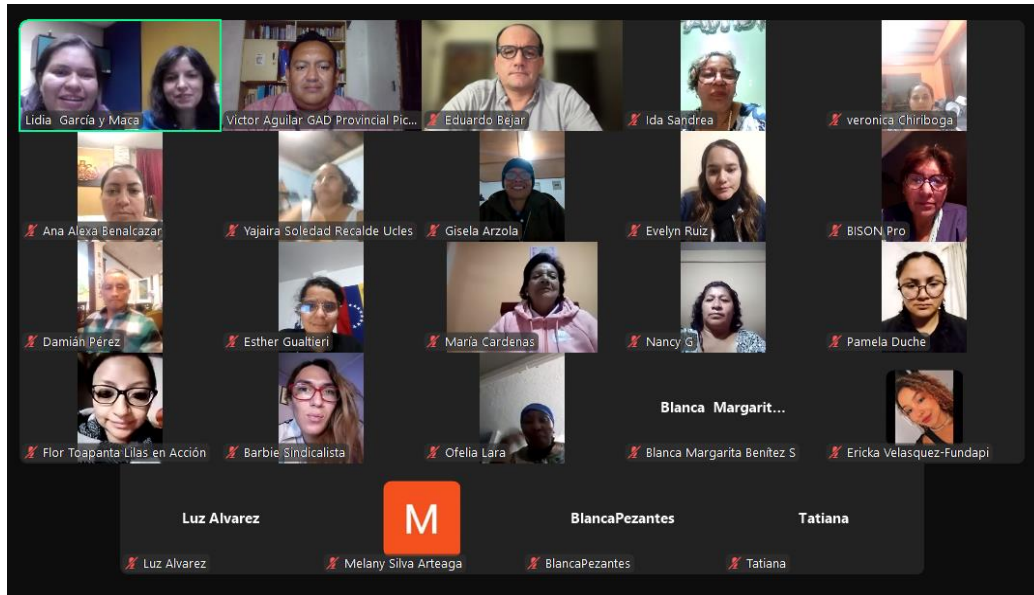 Lidia García y Maca
Victor Aguilar GAD Provincial Pic...
Eduardo Bejar
Ida Sandrea
veronica Chiriboga
Ana Alexa Benalcazar
Yajaira Soledad Recalde Ucles
Gisela Arzola
Evelyn Ruiz
BISON Pro
Damián Pérez
Esther Gualtieri
María Cardenas
Nancy G
Pamela Duche
Flor Toapanta Lilas en Acción
Barbie Sindicalista
Ofelia Lara
Blanca Margarit...
Blanca Margarita Benítez S
Ericka Velasquez-Fundapi
Luz Alvarez
M
BlancaPezantes
Tatiana
Luz Alvarez
Melany Silva Arteaga
BlancaPezantes
Tatiana